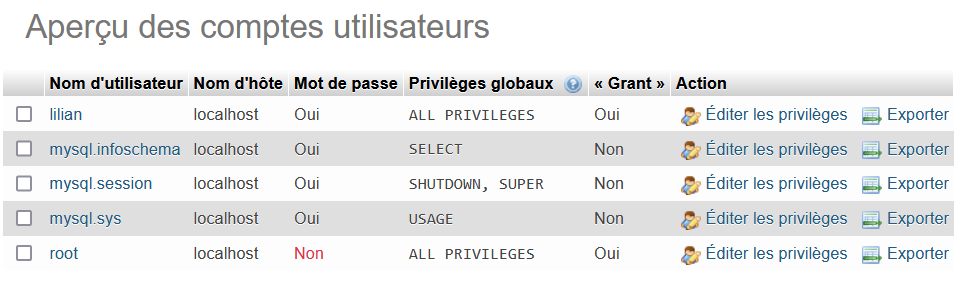 Aperçu des comptes utilisateurs
Nom d'utilisateur Nom d'hôte Mot de passe Privilèges globaux « Grant » Action
lilian localhost Oui ALL PRIVILEGES Oui Éditer les privilèges Exporter
mysql.infoschema localhost Oui SELECT Non Éditer les privilèges Exporter
mysql.session localhost Oui SHUTDOWN, SUPER Non Éditer les privilèges Exporter
mysql.sys localhost Oui USAGE Non Éditer les privilèges Exporter
root localhost Non ALL PRIVILEGES Oui Éditer les privilèges Exporter